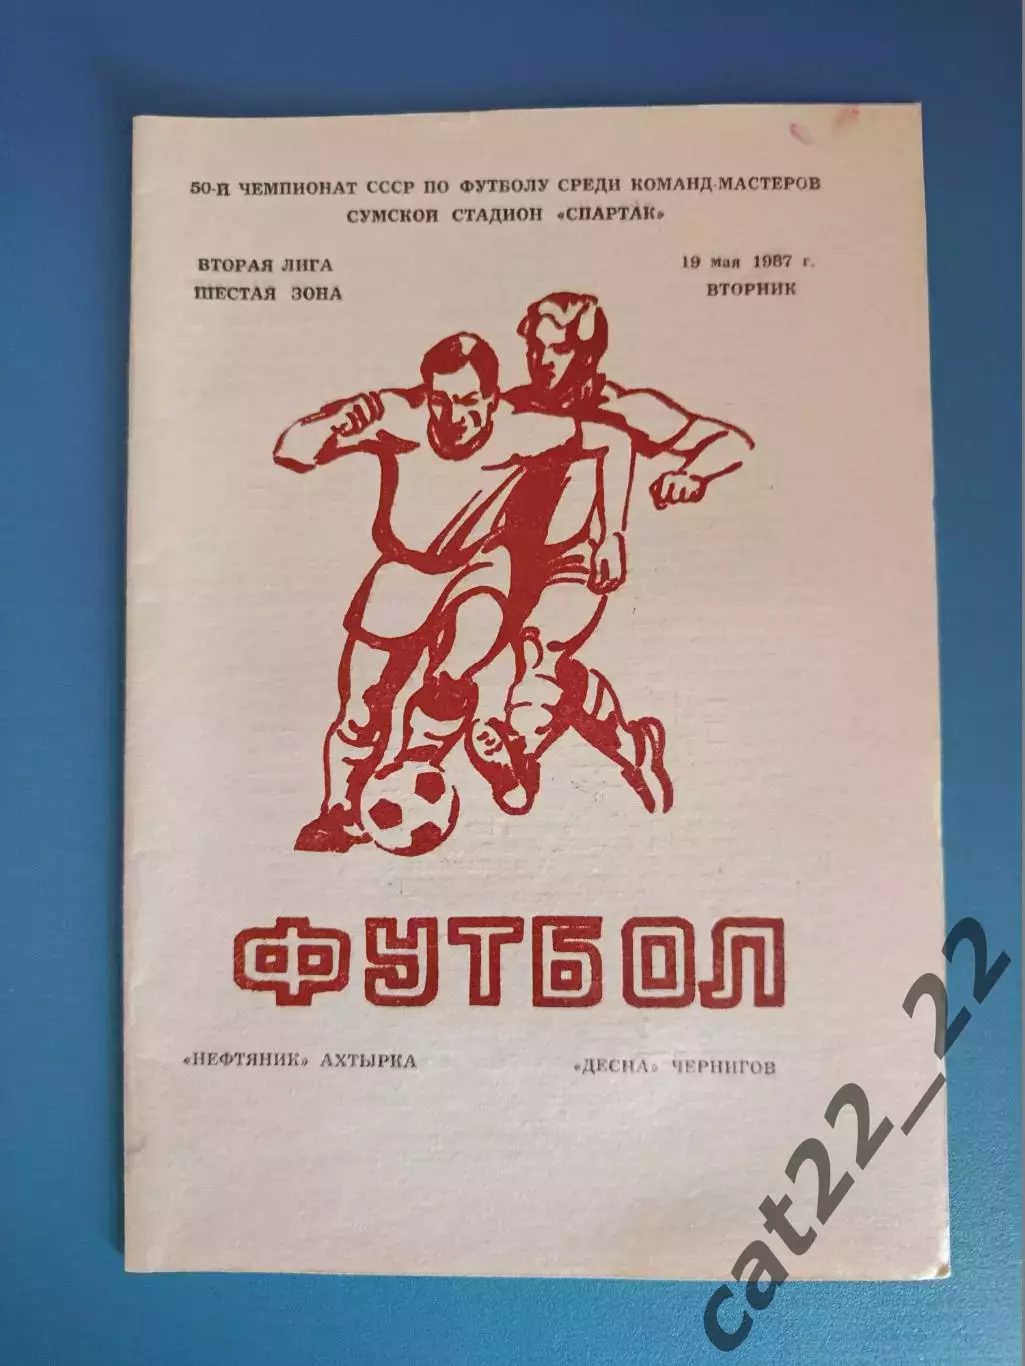 50-Й ЧЕМПИОНАТ СССР ПО ФУТБОЛУ СРЕДИ КОМАНД-МАСТЕРОВ
СУМСКОЙ СТАДИОН «СПАРТАК»
ВТОРАЯ ЛИГА
ШЕСТАЯ ЗОНА
19 мая 1987 г.
ВТОРНИК
ФУТБОЛ
«НЕФТЯНИК» АХТЫРКА
«ДЕСНА» ЧЕРНИГОВ
cat22_22